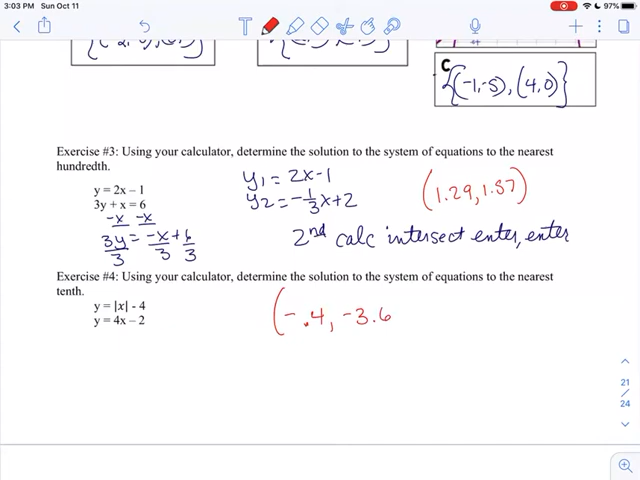 3:03 PM Sun Oct 11
97%
C
{(-1,-5), (4,0)}
Exercise #3: Using your calculator, determine the solution to the system of equations to the nearest
hundredth.
y = 2x – 1
3y + x = 6
-x -x
3y = -x + 6
3 3 3
y1 = 2x-1
y2 = -1/3x+2
(1.29, 1.57)
2nd calc intersect enter, enter
Exercise #4: Using your calculator, determine the solution to the system of equations to the nearest
tenth.
y = |x| - 4
y = 4x – 2
(-.4, -3.6
21
/
24